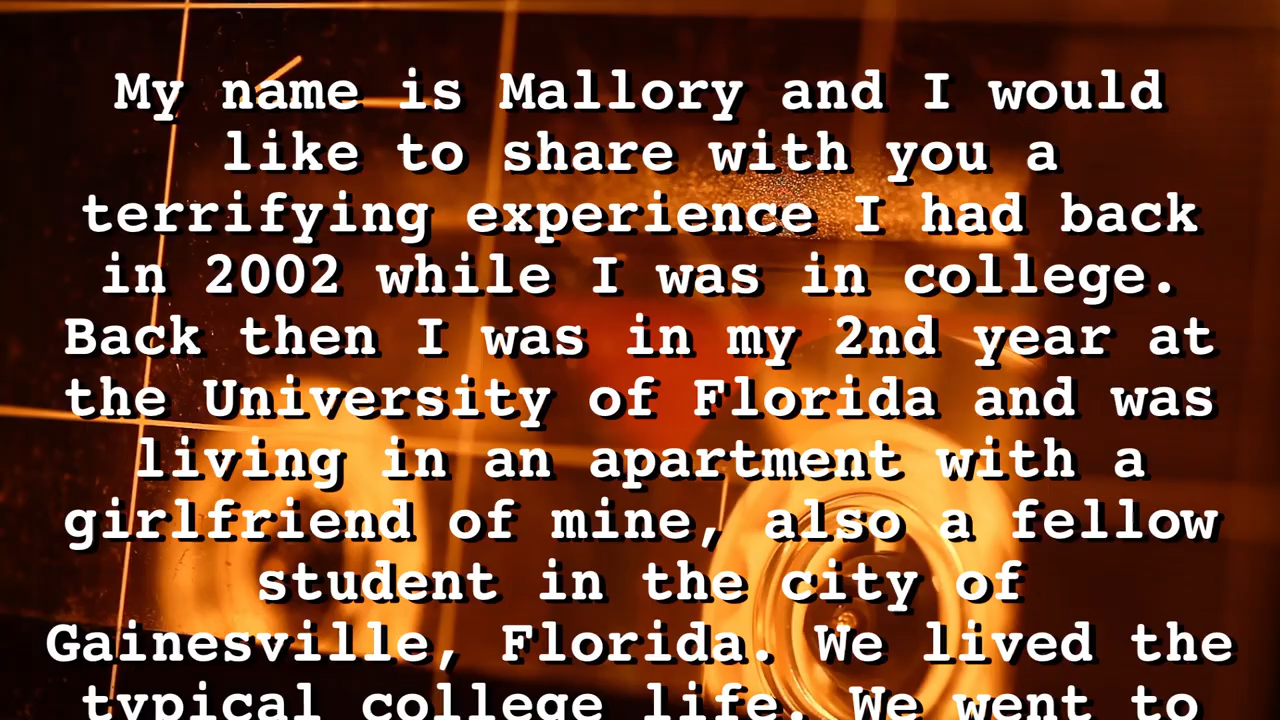 My name is Mallory and I would
like to share with you a
terrifying experience I had back
in 2002 while I was in college.
Back then I was in my 2nd year at
the University of Florida and was
living in an apartment with a
girlfriend of mine, also a fellow
student in the city of
Gainesville, Florida. We lived the
typical college life. We went to